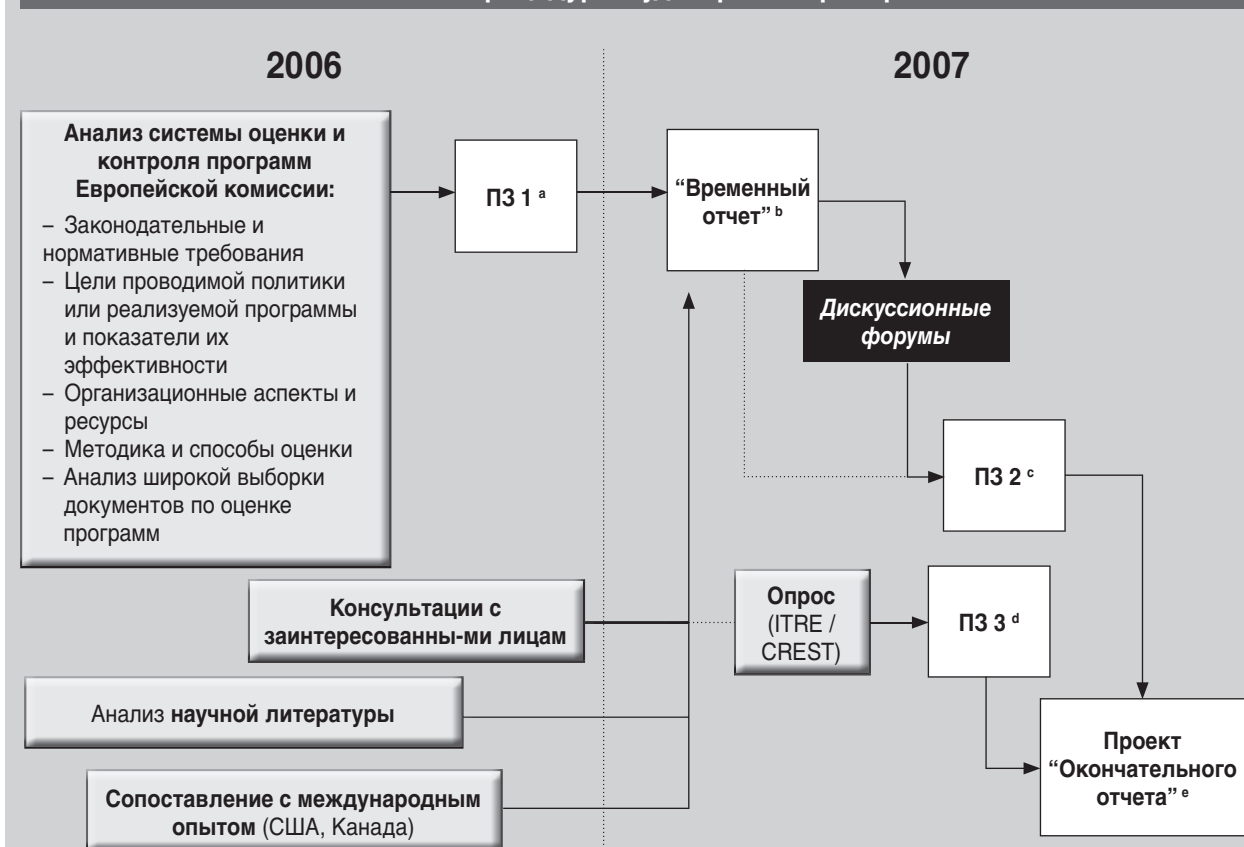 2006
2007
Анализ системы оценки и
контроля программ
Европейской комиссии:
– Законодательные и
нормативные требования
– Цели проводимой политики
или реализуемой программы
и показатели их
эффективности
– Организационные аспекты и
ресурсы
– Методика и способы оценки
– Анализ широкой выборки
документов по оценке
программ
ПЗ 1 a
“Временный
отчет” b
Дискуссионные
форумы
ПЗ 2 c
Консультации с
заинтересованны-ми лицам
Опрос
(ITRE /
CREST)
ПЗ 3 d
Анализ научной литературы
Проект
“Окончательного
отчета” e
Сопоставление с международным
опытом (США, Канада)